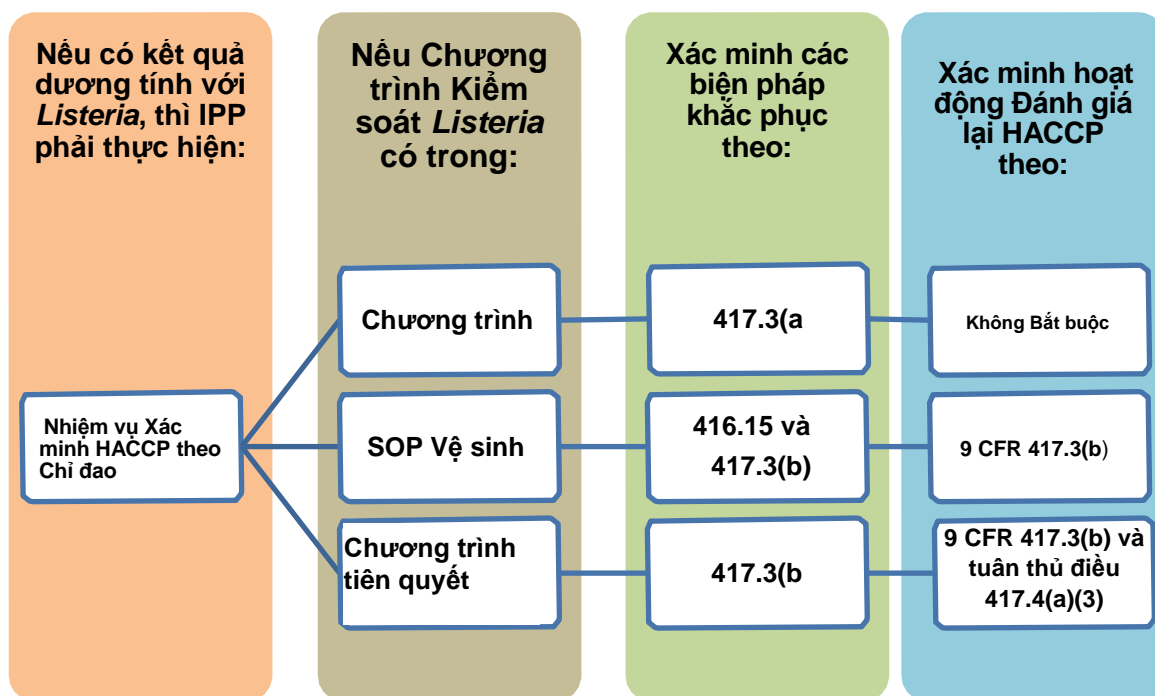 Nếu có kết quả
dương tính với
Listeria, thì IPP
phải thực hiện:
Nếu Chương
trình Kiểm
soát Listeria
có trong:
Xác minh các
biện pháp
khắc phục
theo:
Xác minh hoạt
động Đánh giá
lại HACCP
theo:
Nhiệm vụ Xác
minh HACCP theo
Chỉ đao
Chương trình
417.3(a
Không Bắt buộc
SOP Vệ sinh
416.15 và
417.3(b)
9 CFR 417.3(b)
Chương trình
tiên quyết
417.3(b
9 CFR 417.3(b) và
tuân thủ điều
417.4(a)(3)